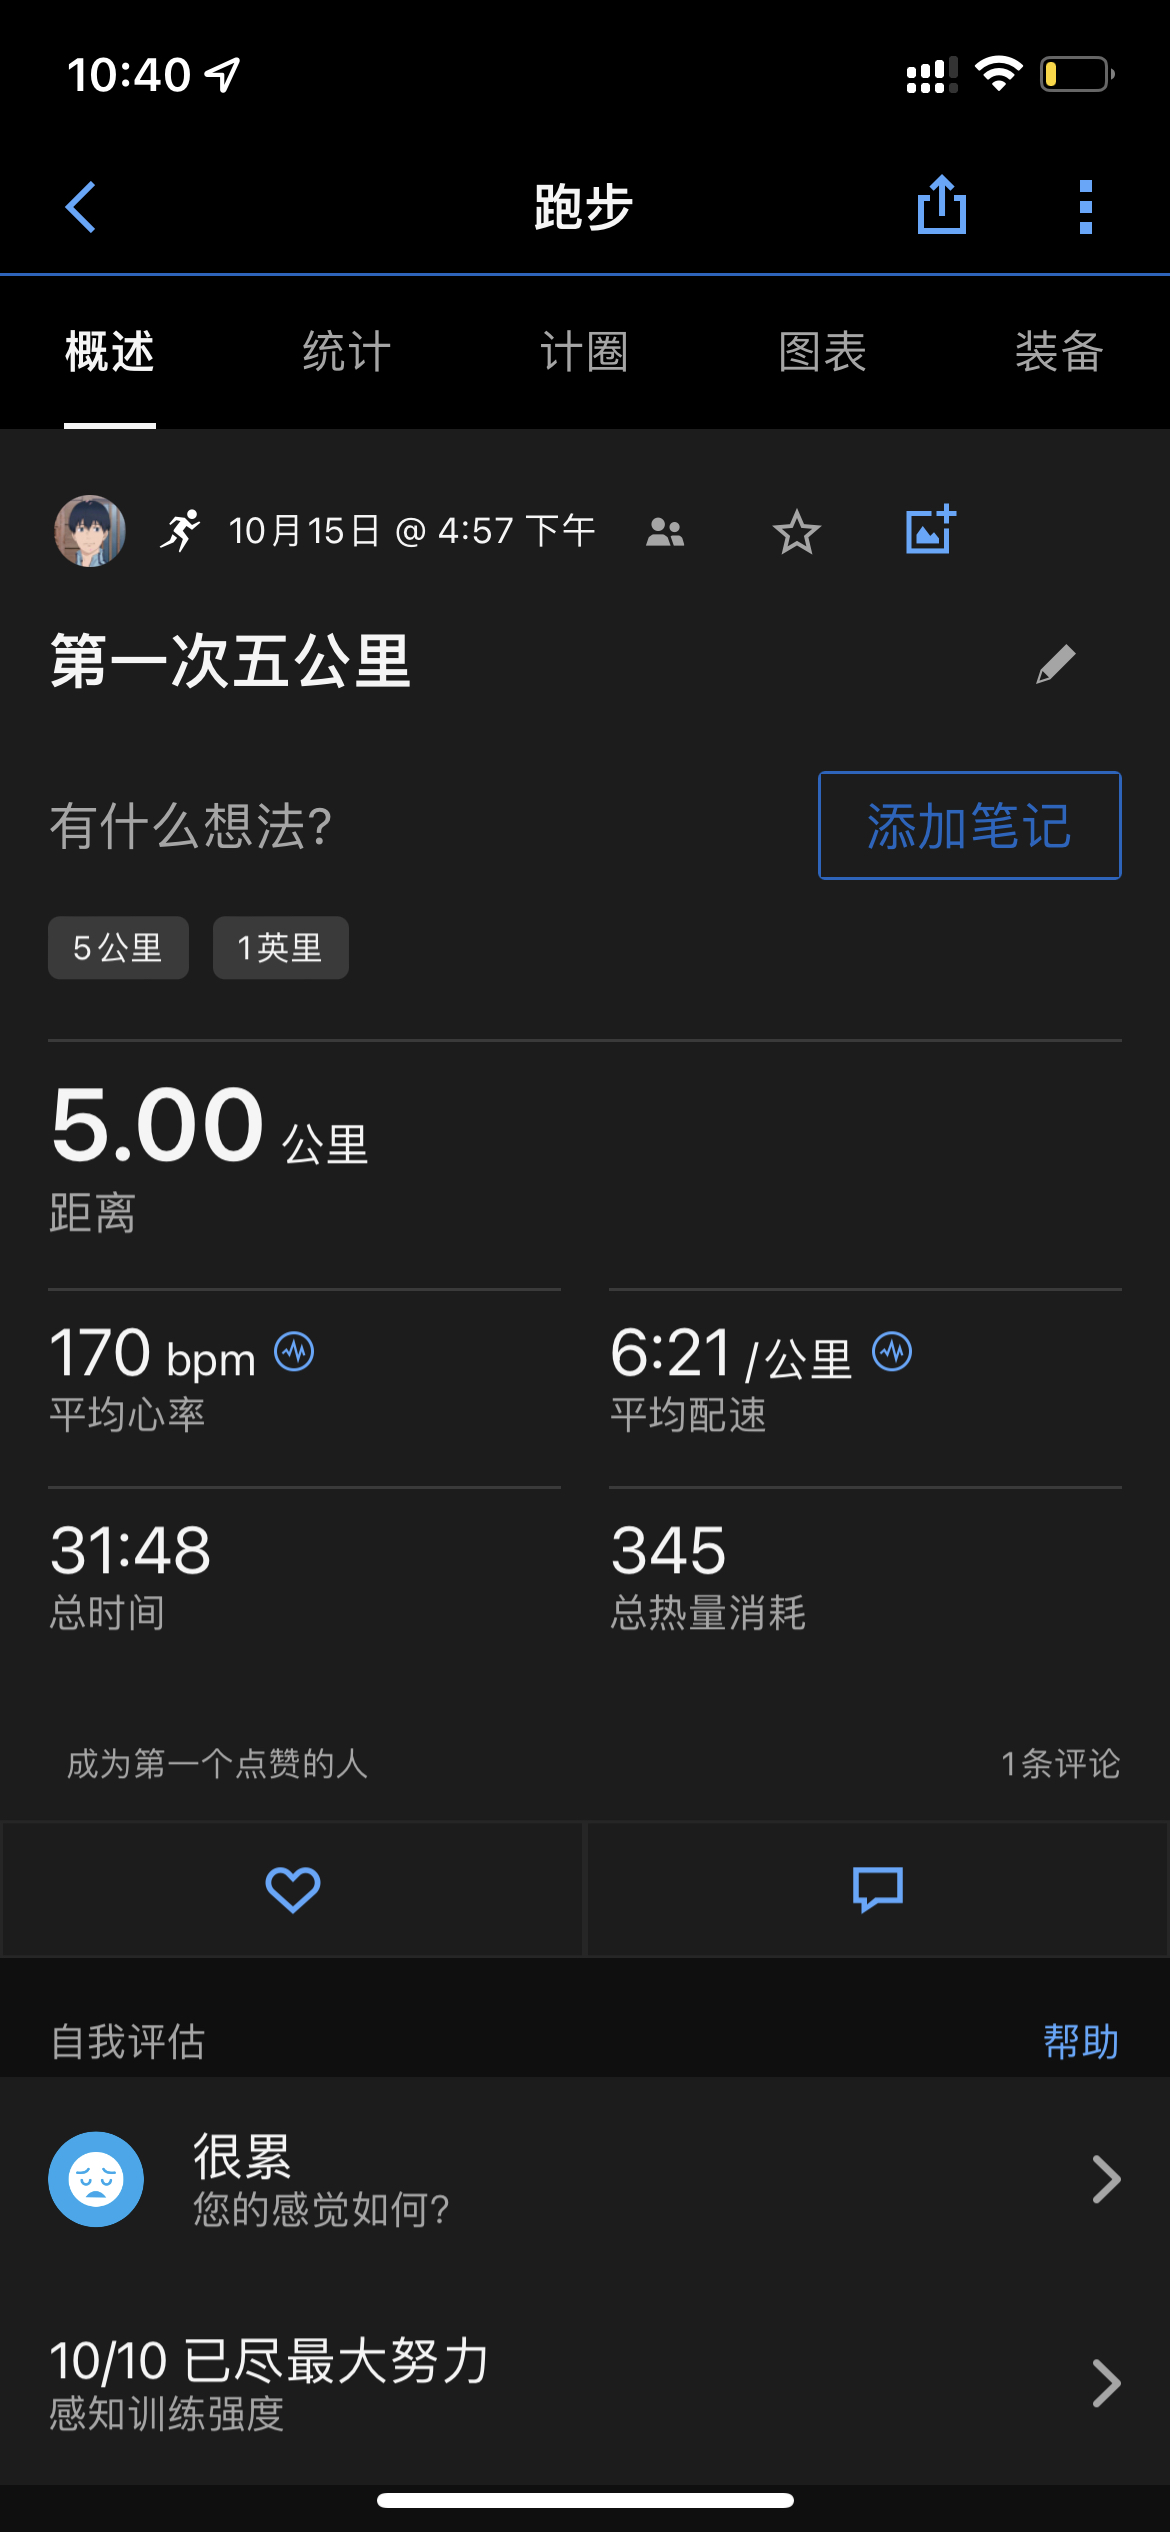 10:40
跑步
概述 统计 计圈 图表 装备
10月15日 @ 4:57 下午
第一次五公里
有什么想法?
添加笔记
5公里 1英里
5.00 公里
距离
170 bpm 6:21 /公里
平均心率 平均配速
31:48 345
总时间 总热量消耗
成为第一个点赞的人 1条评论
自我评估 帮助
很累
您的感觉如何?
10/10 已尽最大努力
感知训练强度